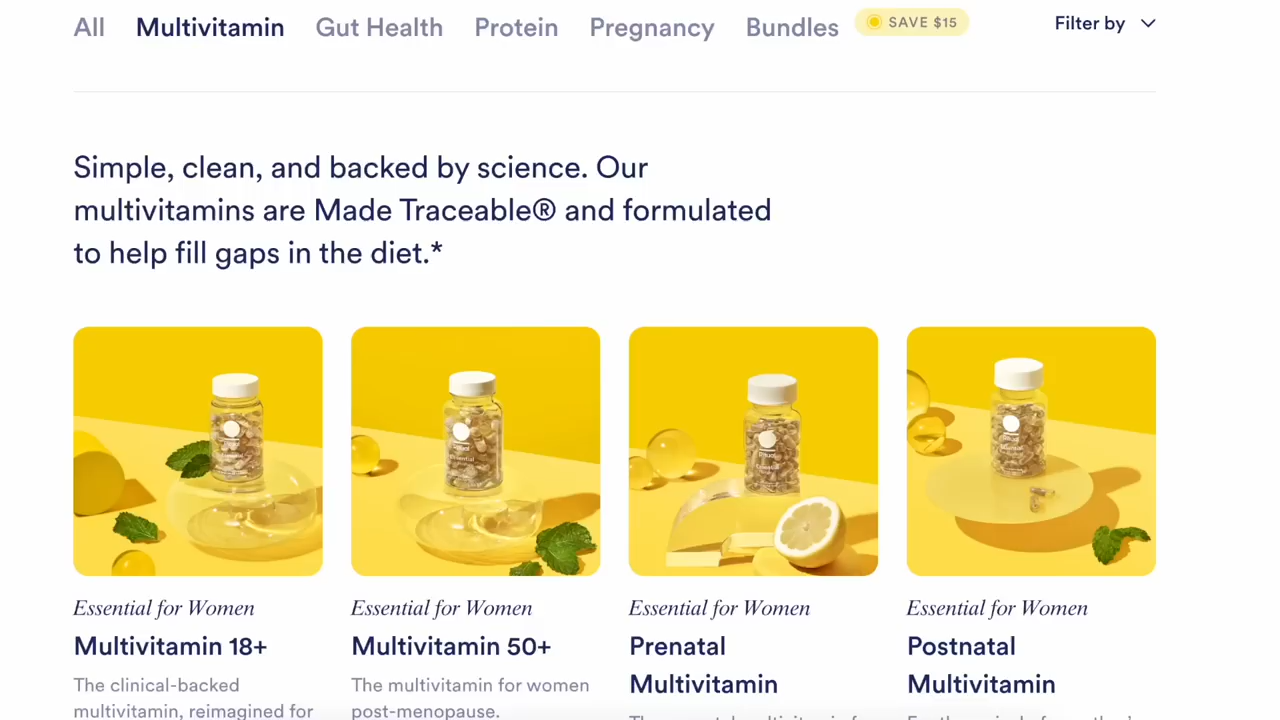 All Multivitamin Gut Health Protein Pregnancy Bundles SAVE $15 Filter by
Simple, clean, and backed by science. Our
multivitamins are Made Traceable® and formulated
to help fill gaps in the diet.*
Essential for Women
Multivitamin 18+
The clinical-backed
multivitamin, reimagined for
Essential for Women
Multivitamin 50+
The multivitamin for women
post-menopause.
Essential for Women
Prenatal
Multivitamin
Essential for Women
Postnatal
Multivitamin